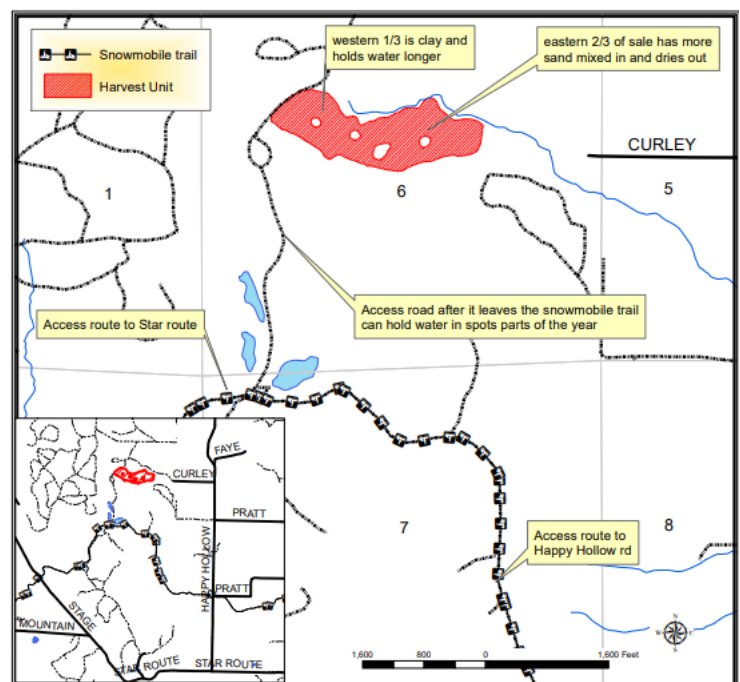 Snowmobile trail
Harvest Unit
western 1/3 is clay and
holds water longer
eastern 2/3 of sale has more
sand mixed in and dries out
CURLEY
1
6
5
Access route to Star route
Access road after it leaves the snowmobile trail
can hold water in spots parts of the year
7
8
Access route to
Happy Hollow rd
FAYE
CURLEY
PRATT
HAPPY HOLLOW
PRATT
STAGE
MOUNTAIN
STAR ROUTE
STAR ROUTE
N
W
E
S
1,600 800 0 1,600 Feet